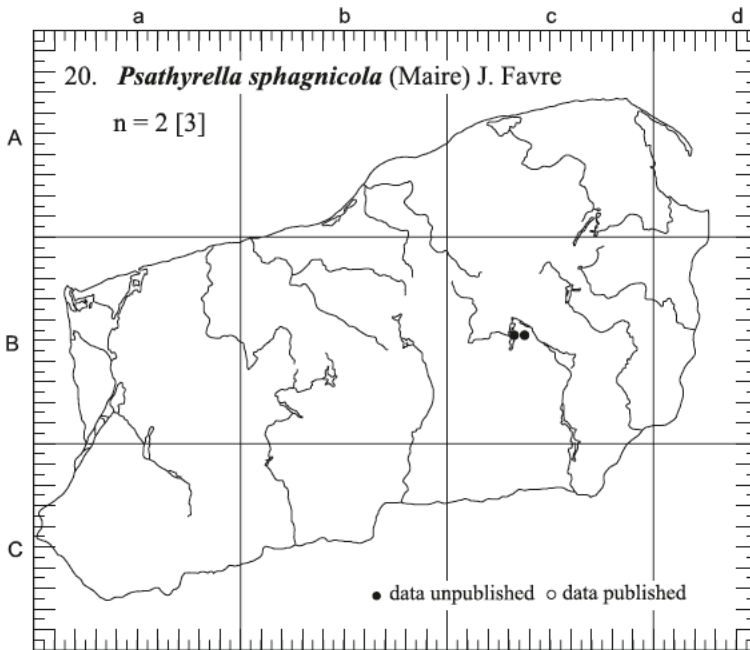 a b c d
20. Psathyrella sphagnicola (Maire) J. Favre
n = 2 [3]
A
B
C
● data unpublished ○ data published